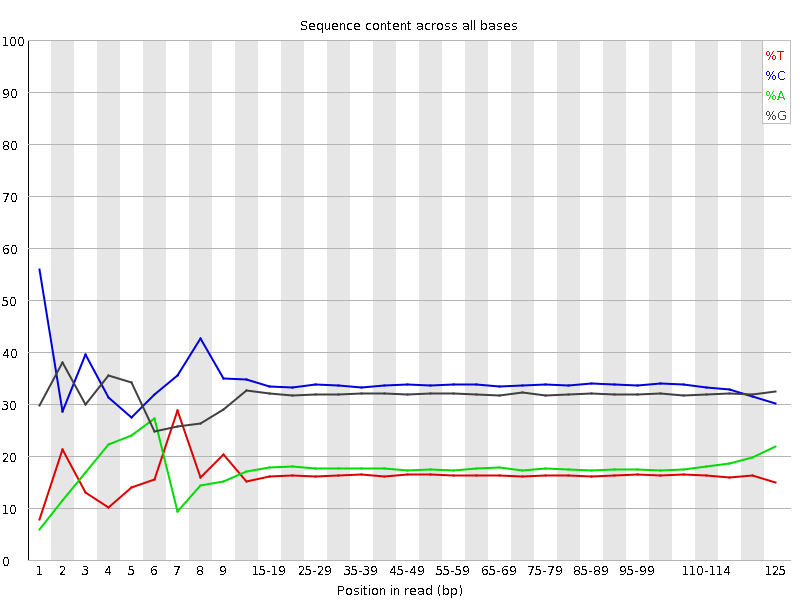 Sequence content across all bases
%T
%C
%A
%G
100
90
80
70
60
50
40
30
20
10
0
1 2 3 4 5 6 7 8 9 15-19 25-29 35-39 45-49 55-59 65-69 75-79 85-89 95-99 110-114 125
Position in read (bp)